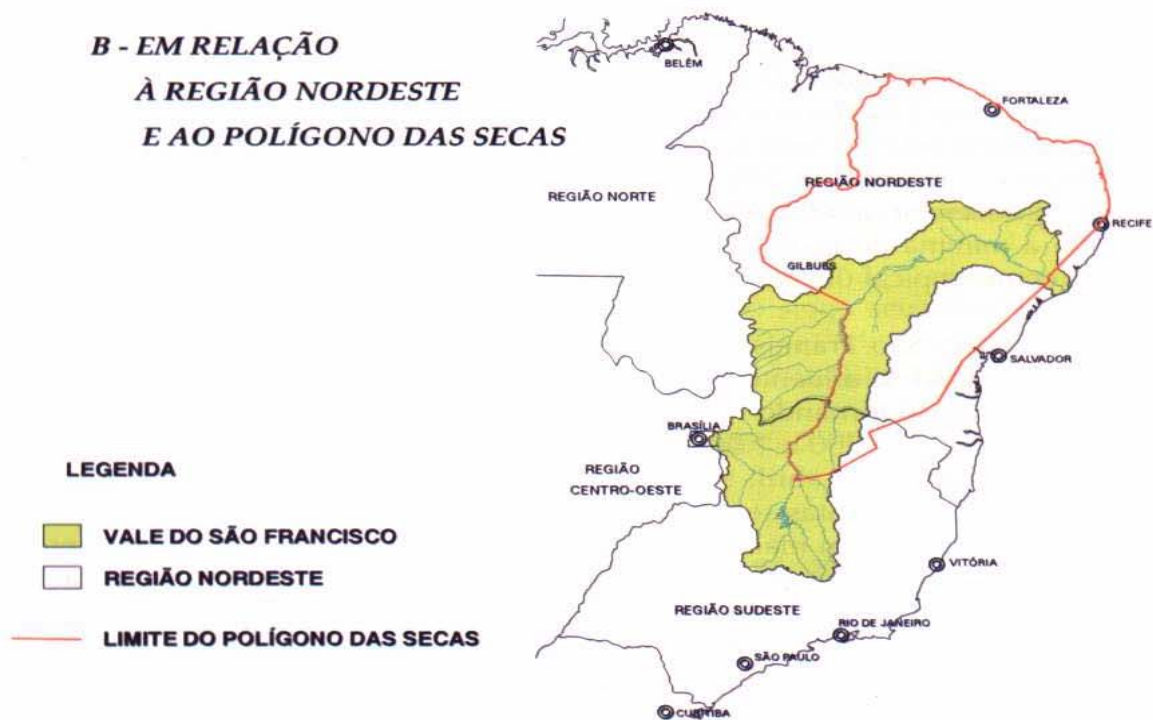 B - EM RELAÇÃO
À REGIÃO NORDESTE
E AO POLÍGONO DAS SECAS
BELÉM
FORTALEZA
REGIÃO NORDESTE
REGIÃO NORTE
RECIFE
GILBUES
SALVADOR
BRASÍLIA
REGIÃO
CENTRO-OESTE
LEGENDA
VALE DO SÃO FRANCISCO
REGIÃO NORDESTE
LIMITE DO POLÍGONO DAS SECAS
VITÓRIA
REGIÃO SUDESTE
RIO DE JANEIRO
SÃO PAULO
CURITIBA